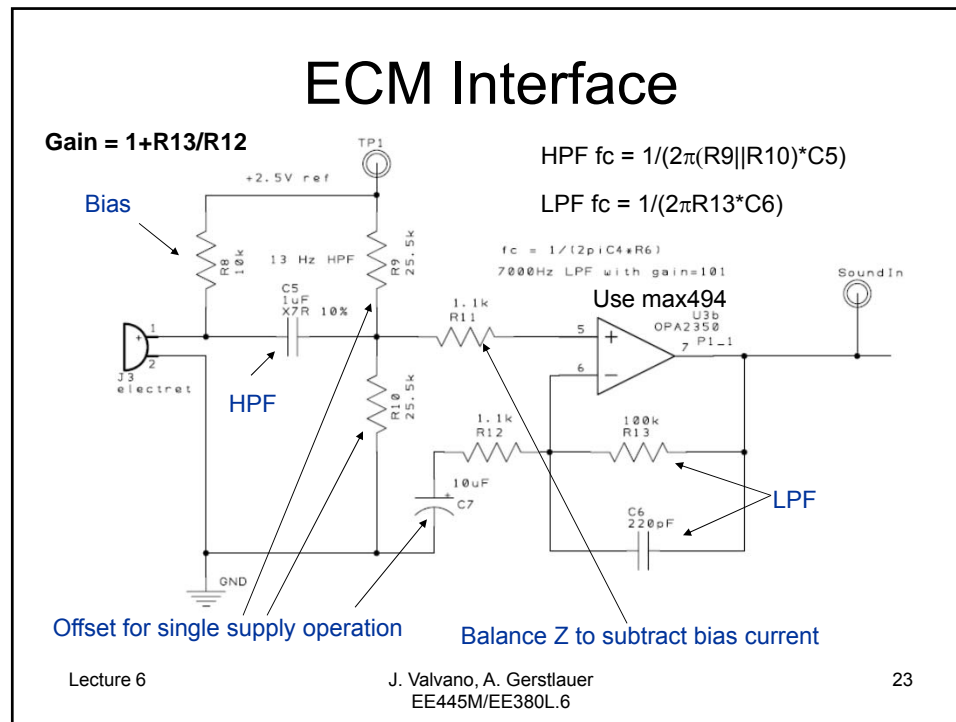 ECM Interface
Gain = 1+R13/R12
TP1
HPF fc = 1/(2π(R9||R10)*C5)
+2.5V ref
Bias
LPF fc = 1/(2πR13*C6)
R8
10k
13 Hz HPF
R9
25.5k
fc = 1/(2piC4*R6)
7000Hz LPF with gain=101
SoundIn
C5
1uF
X7R 10%
1.1k
R11
Use max494
U3b
OPA2350
P1_1
1
2
+
J3
electret
5
+
6
−
7
HPF
R10
25.5k
1.1k
R12
100k
R13
10uF
+
C7
LPF
C6
220pF
GND
Offset for single supply operation
Balance Z to subtract bias current
Lecture 6
J. Valvano, A. Gerstlauer
EE445M/EE380L.6
23